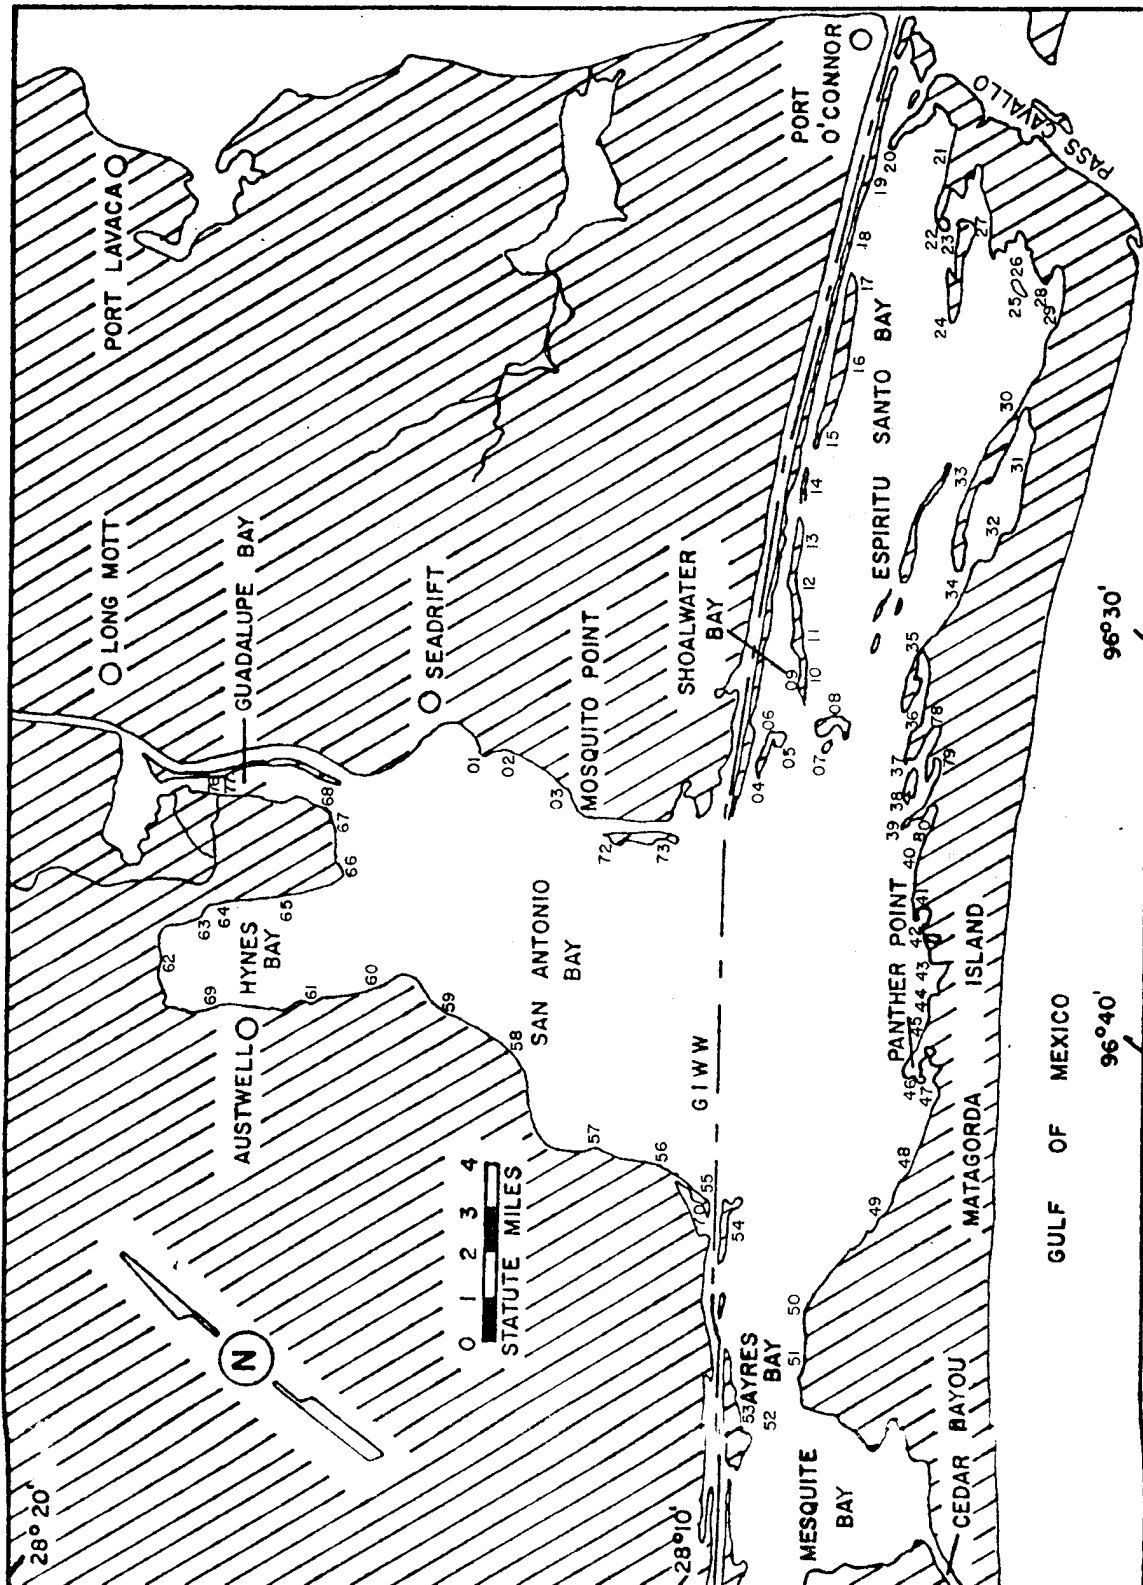 PORT LAVACA
PORT
O'CONNOR
PASS CAVALLO
LONG MOTT
GUADALUPE BAY
SEADRIFT
MOSQUITO POINT
SHOALWATER
BAY
ESPIRITU SANTO BAY
HYNES
BAY
AUSTWELL
SAN ANTONIO
BAY
GIWW
PANTHER POINT
MATAGORDA ISLAND
GULF OF MEXICO
AYRES
BAY
MESQUITE
BAY
CEDAR BAYOU
N
0 1 2 3 4
STATUTE MILES
28° 20'
28° 10'
96° 30'
96° 40'
01
02
03
04
05
06
07
08
09
10
11
12
13
14
15
16
17
18
19
20
21
22
23
24
25
26
27
28
29
30
31
32
33
34
35
36
37
38
39
40
41
42
43
44
45
46
47
48
49
50
51
52
53
54
55
56
57
58
59
60
61
62
63
64
65
66
67
68
69
70
72
73
76
77
78
79
80